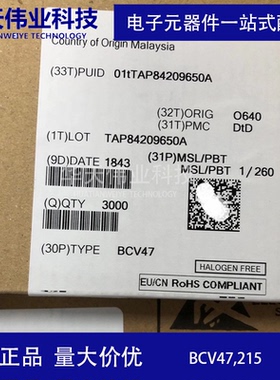 天伟业科技
电子元器件一站式配
Country of Origin Malaysia
(33T)PUID 01tTAP84209650A
(32T)ORIG O640
(31T)PMC DtD
(1T)LOT TAP84209650A
(9D)DATE 1843
(31P)MSL/PBT
MSL/PBT 1/260
(Q)QTY 3000
(30P)TYPE BCV47
HALOGEN FREE
EU/CN RoHS COMPLIANT
正品 量大价优
BCV47,215